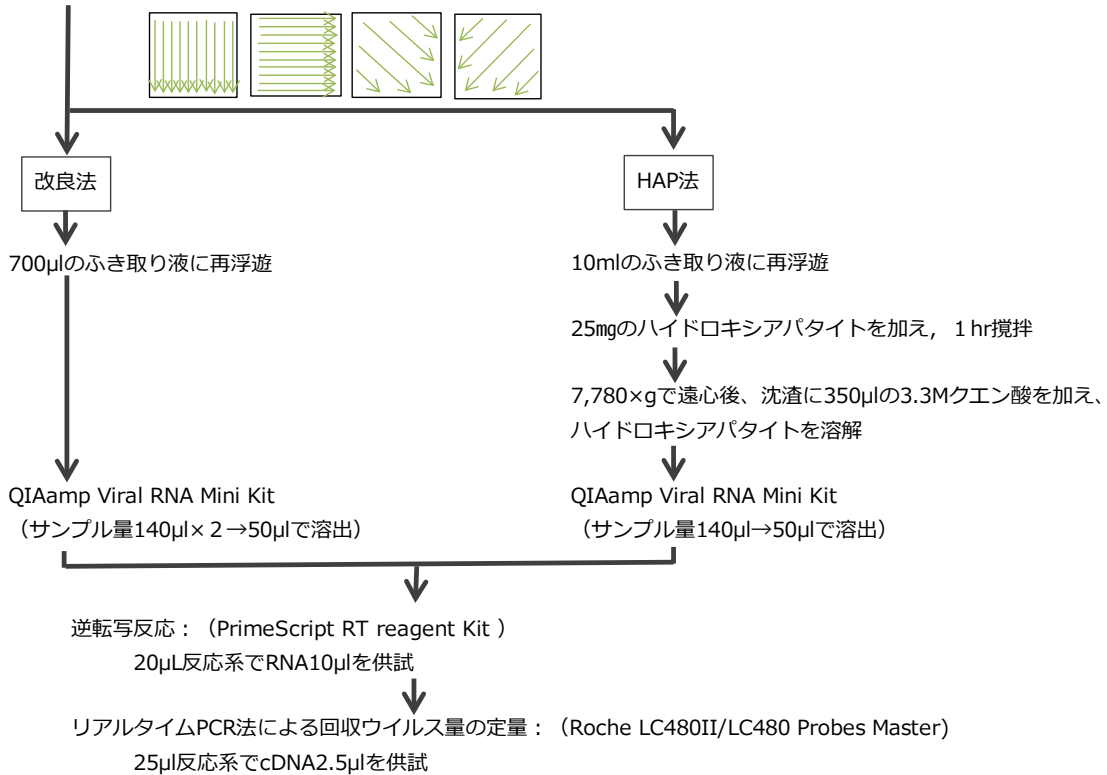 改良法
700µlのふき取り液に再浮遊
QIAamp Viral RNA Mini Kit
（サンプル量140µl×２→50µlで溶出）
HAP法
10mlのふき取り液に再浮遊
25㎎のハイドロキシアパタイトを加え，１hr撹拌
7,780×gで遠心後、沈渣に350µlの3.3Mクエン酸を加え、
ハイドロキシアパタイトを溶解
QIAamp Viral RNA Mini Kit
（サンプル量140µl→50µlで溶出）
逆転写反応：（PrimeScript RT reagent Kit ）
20µL反応系でRNA10µlを供試
リアルタイムPCR法による回収ウイルス量の定量：（Roche LC480II/LC480 Probes Master)
25µl反応系でcDNA2.5µlを供試